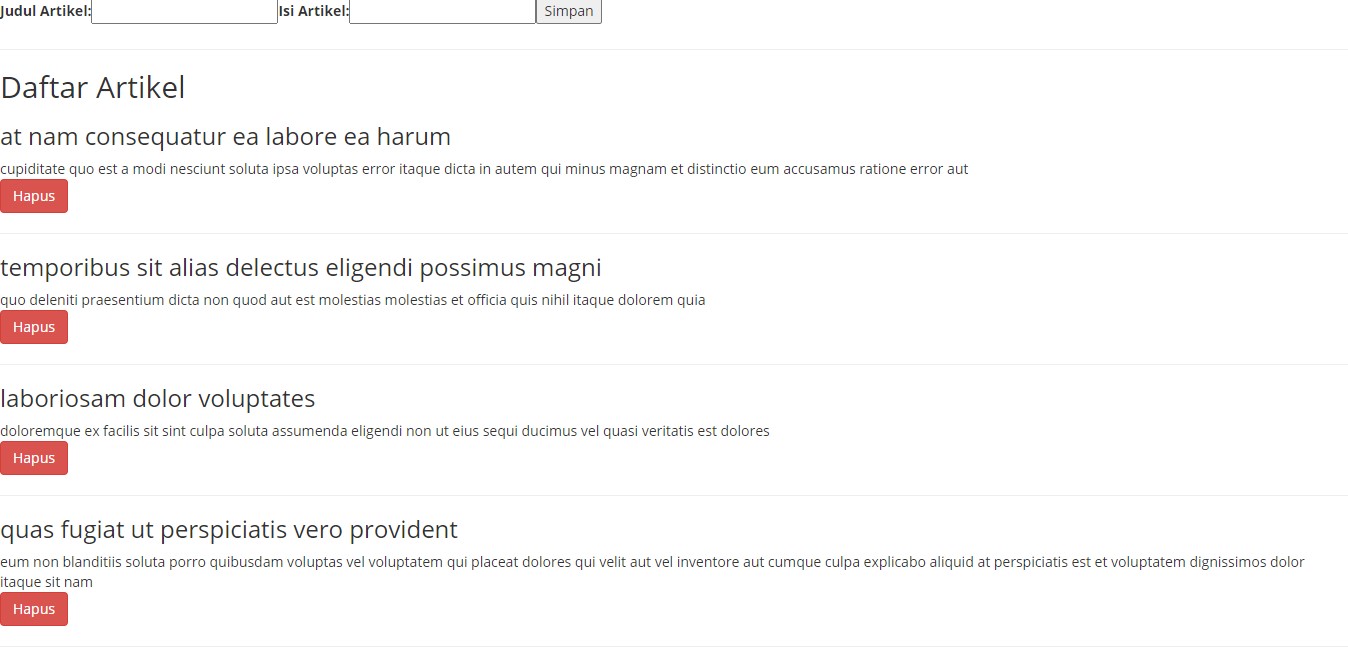 Judul Artikel: Isi Artikel: Simpan
Daftar Artikel
at nam consequatur ea labore ea harum
cupiditate quo est a modi nesciunt soluta ipsa voluptas error itaque dicta in autem qui minus magnam et distinctio eum accusamus ratione error aut
Hapus
temporibus sit alias delectus eligendi possimus magni
quo deleniti praesentium dicta non quod aut est molestias molestias et officia quis nihil itaque dolorem quia
Hapus
laboriosam dolor voluptates
doloremque ex facilis sit sint culpa soluta assumenda eligendi non ut eius sequi ducimus vel quasi veritatis est dolores
Hapus
quas fugiat ut perspiciatis vero provident
eum non blanditiis soluta porro quibusdam voluptas vel voluptatem qui placeat dolores qui velit aut vel inventore aut cumque culpa explicabo aliquid at perspiciatis est et voluptatem dignissimos dolor
itaque sit nam
Hapus